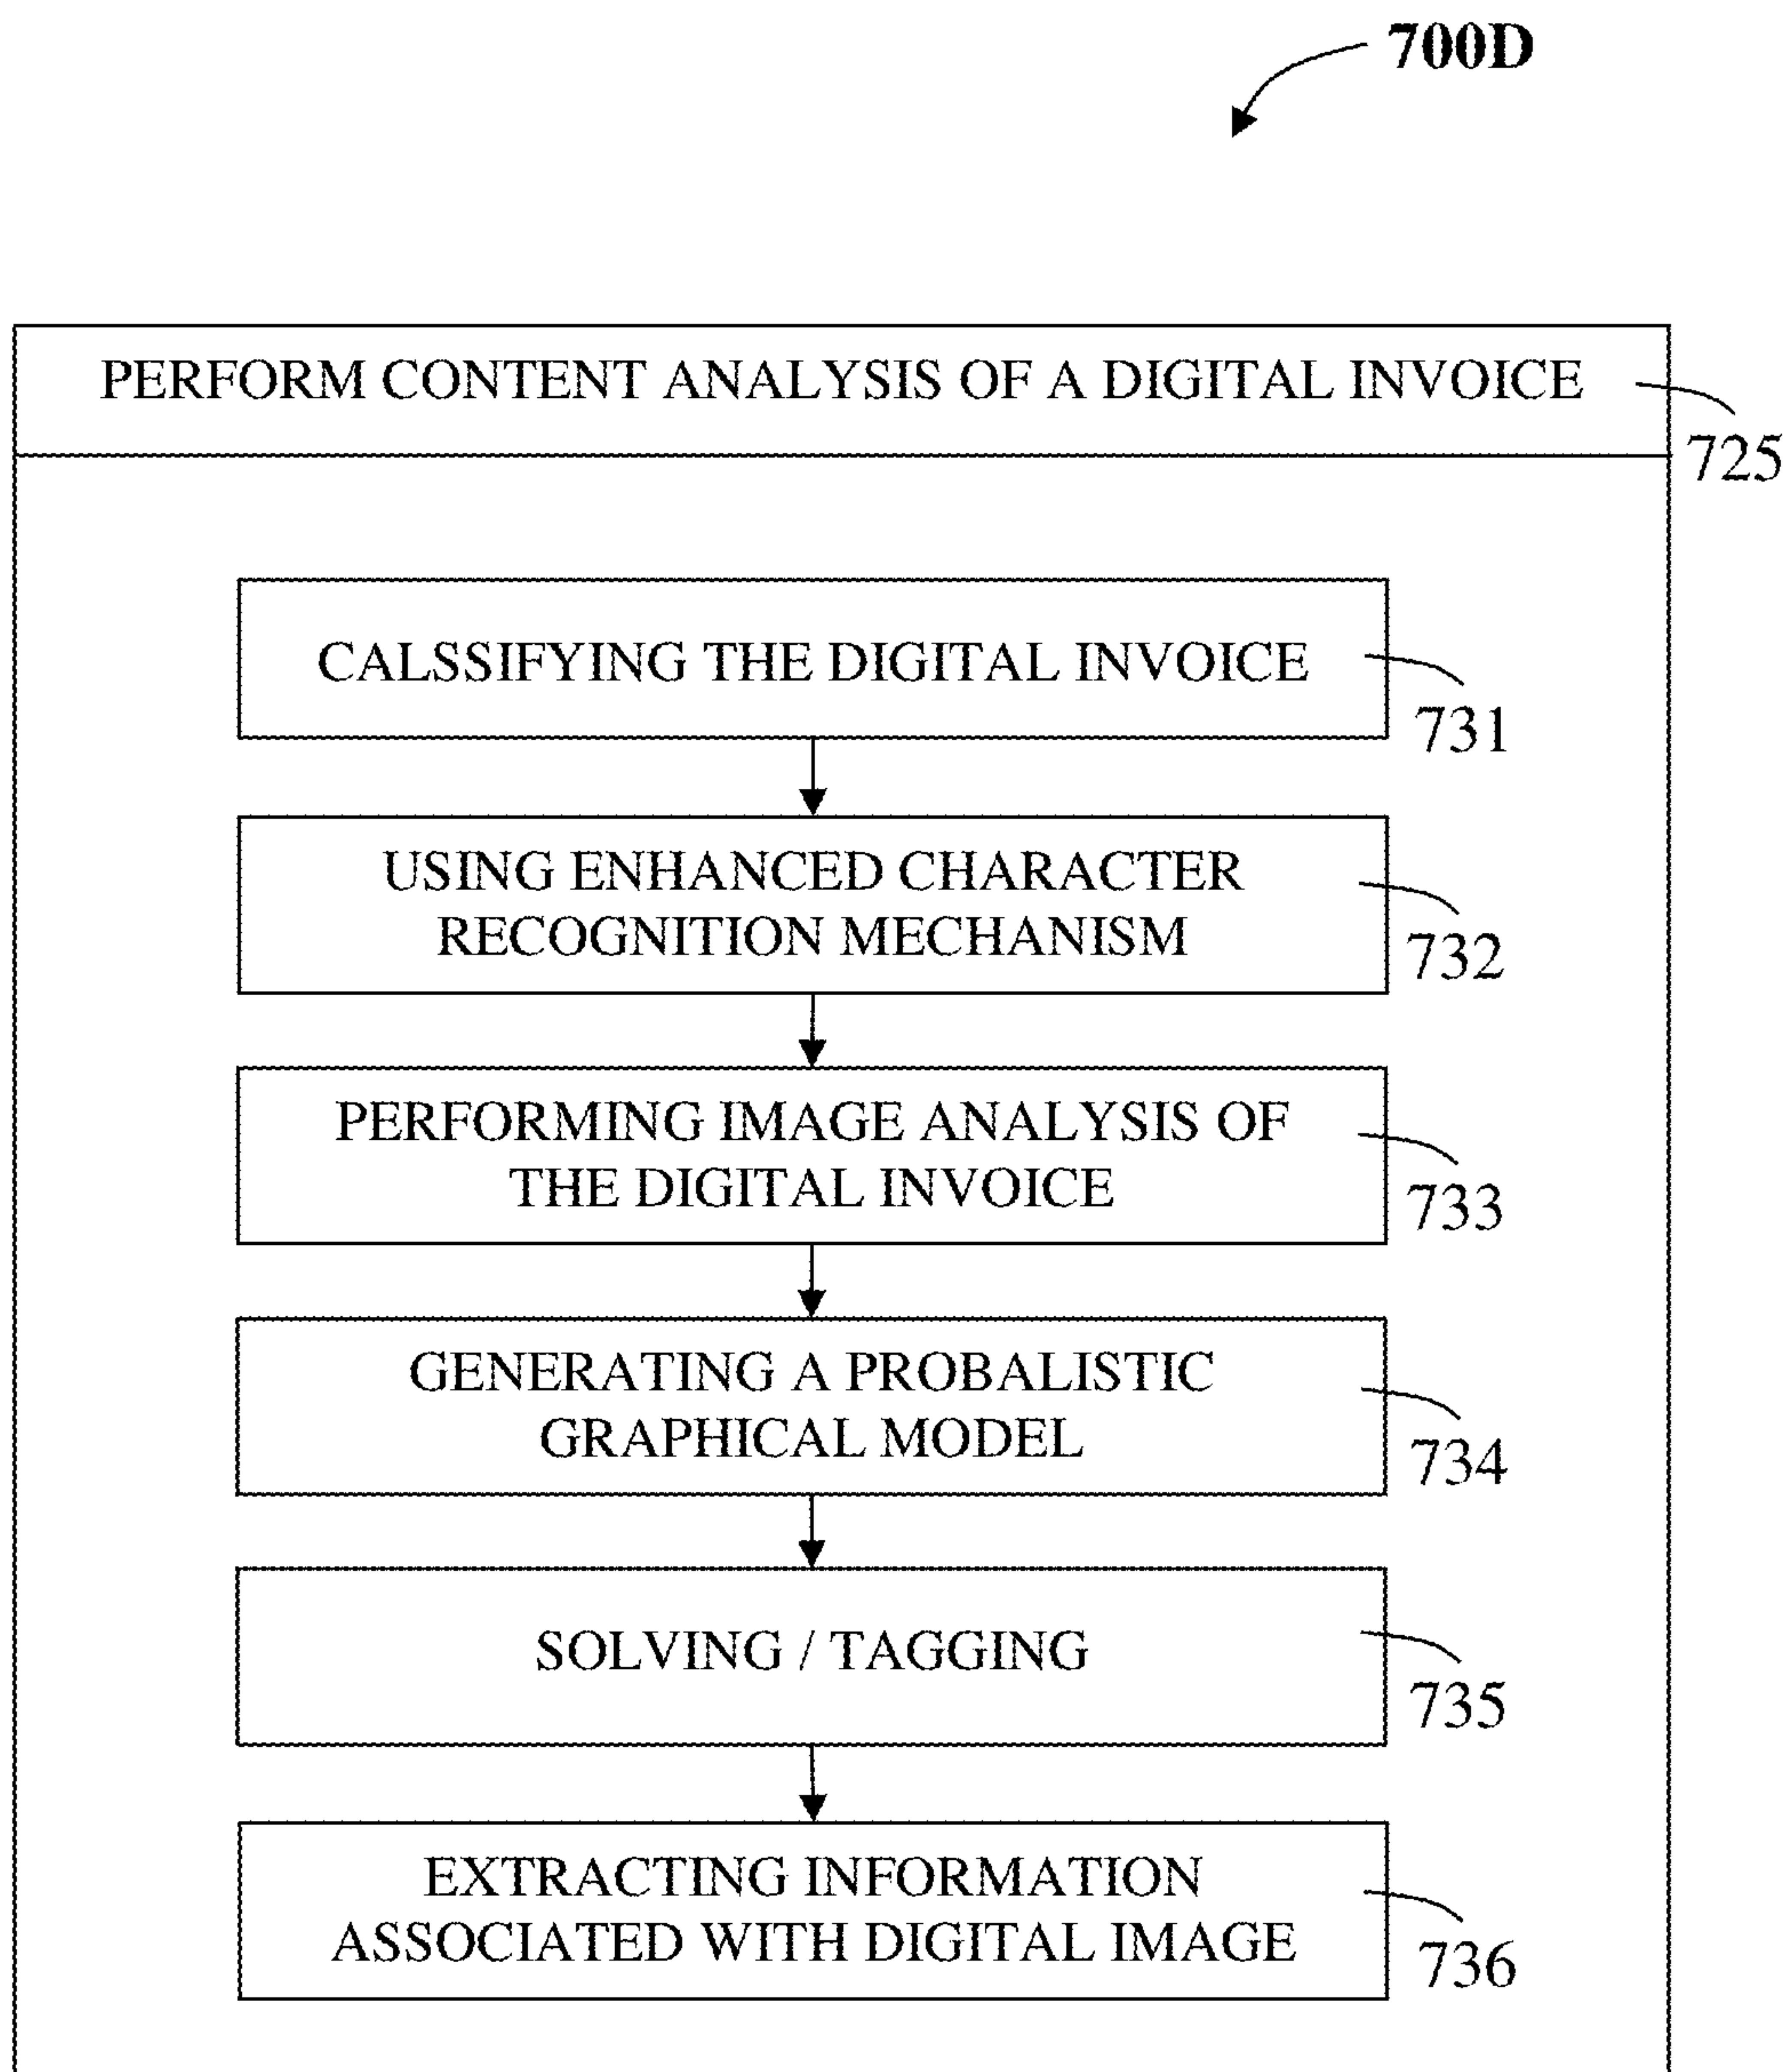 700D
PERFORM CONTENT ANALYSIS OF A DIGITAL INVOICE
725
CALSSIFYING THE DIGITAL INVOICE
731
USING ENHANCED CHARACTER
RECOGNITION MECHANISM
732
PERFORMING IMAGE ANALYSIS OF
THE DIGITAL INVOICE
733
GENERATING A PROBALISTIC
GRAPHICAL MODEL
734
SOLVING / TAGGING
735
EXTRACTING INFORMATION
ASSOCIATED WITH DIGITAL IMAGE
736